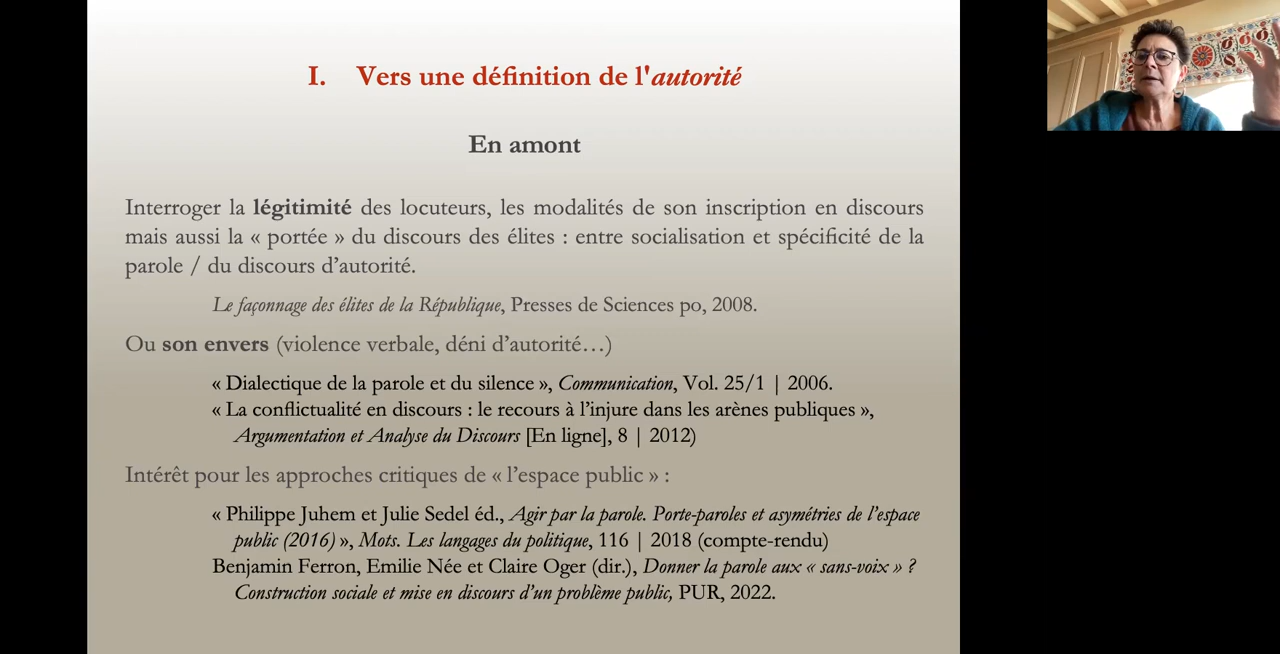 I. Vers une définition de l'autorité
En amont
Interroger la légitimité des locuteurs, les modalités de son inscription en discours
mais aussi la « portée » du discours des élites : entre socialisation et spécificité de la
parole / du discours d’autorité.
Le façonnage des élites de la République, Presses de Sciences po, 2008.
Ou son envers (violence verbale, déni d’autorité…)
« Dialectique de la parole et du silence », Communication, Vol. 25/1 | 2006.
« La conflictualité en discours : le recours à l’injure dans les arènes publiques »,
Argumentation et Analyse du Discours [En ligne], 8 | 2012)
Intérêt pour les approches critiques de « l’espace public » :
« Philippe Juhem et Julie Sedel éd., Agir par la parole. Porte-paroles et asymétries de l’espace
public (2016) », Mots. Les langages du politique, 116 | 2018 (compte-rendu)
Benjamin Ferron, Emilie Née et Claire Oger (dir.), Donner la parole aux « sans-voix » ?
Construction sociale et mise en discours d’un problème public, PUR, 2022.